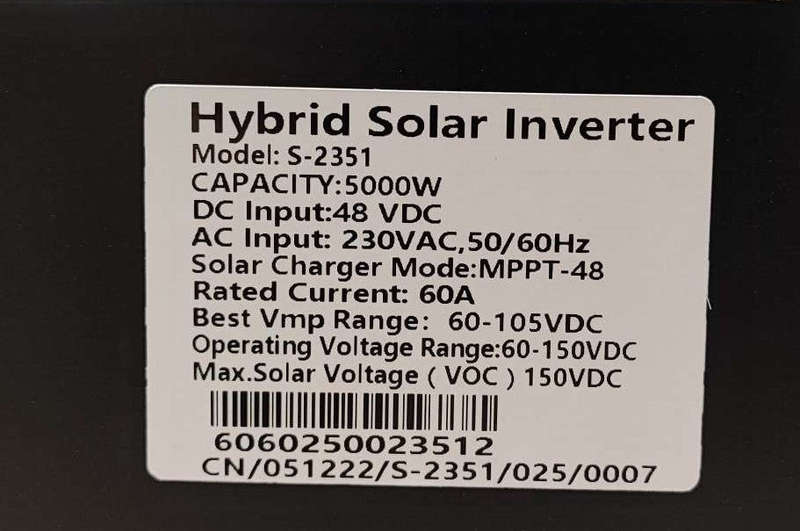 Hybrid Solar Inverter
Model: S-2351
CAPACITY:5000W
DC Input:48 VDC
AC Input: 230VAC,50/60Hz
Solar Charger Mode:MPPT-48
Rated Current: 60A
Best Vmp Range: 60-105VDC
Operating Voltage Range:60-150VDC
Max.Solar Voltage ( VOC ) 150VDC
6060250023512
CN/051222/S-2351/025/0007